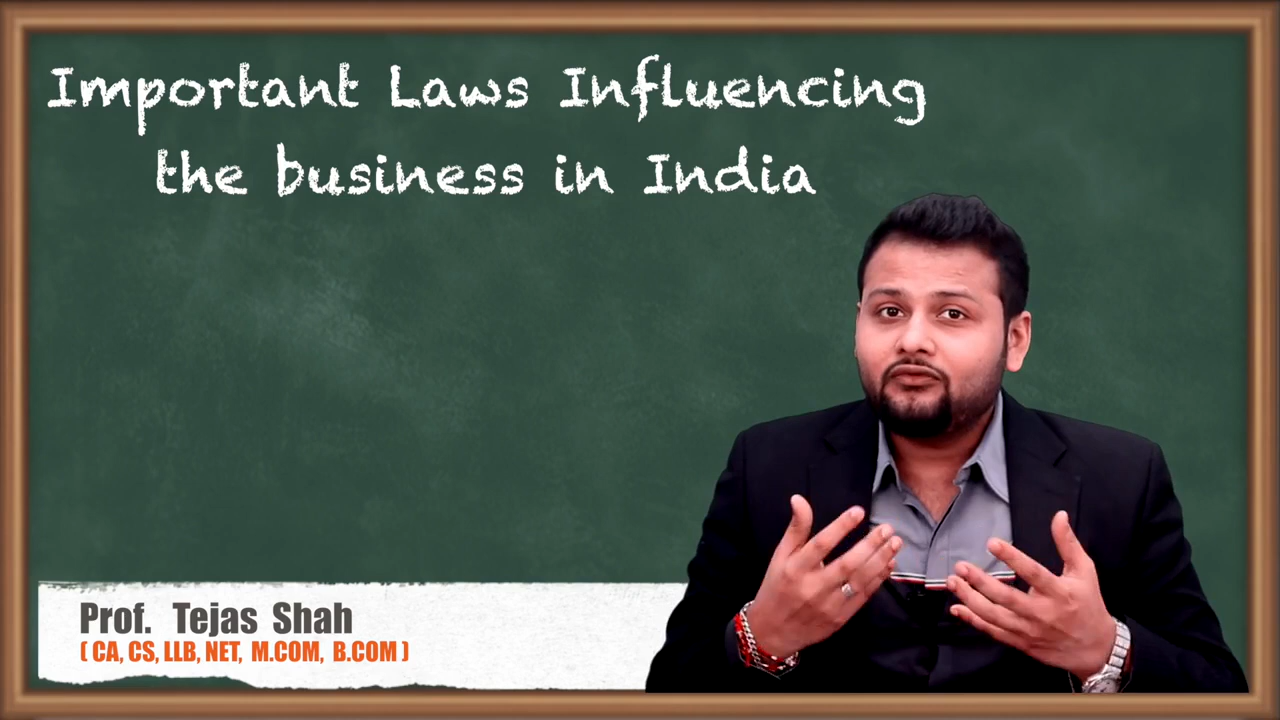 Important Laws Influencing
the business in India
Prof. Tejas Shah
( CA, CS, LLB, NET, M.COM, B.COM )